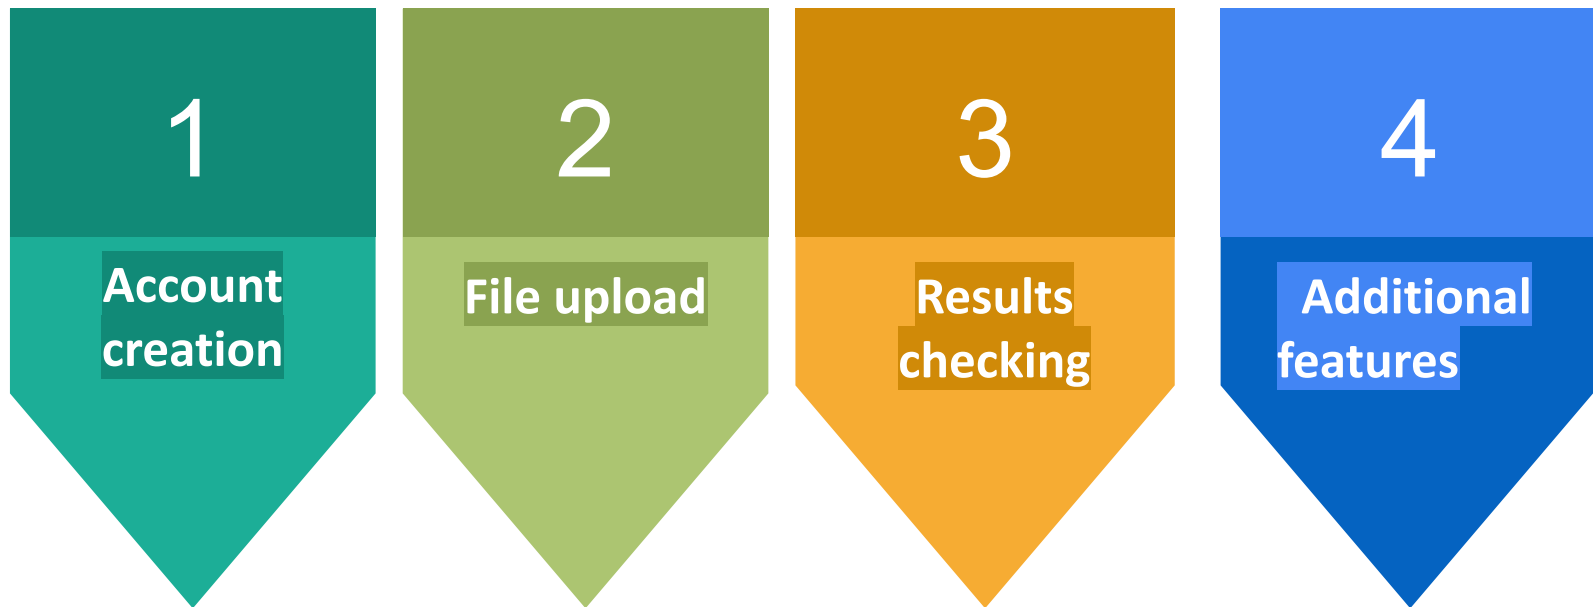 1
Account
creation
2
File upload
3
Results
checking
4
Additional
features